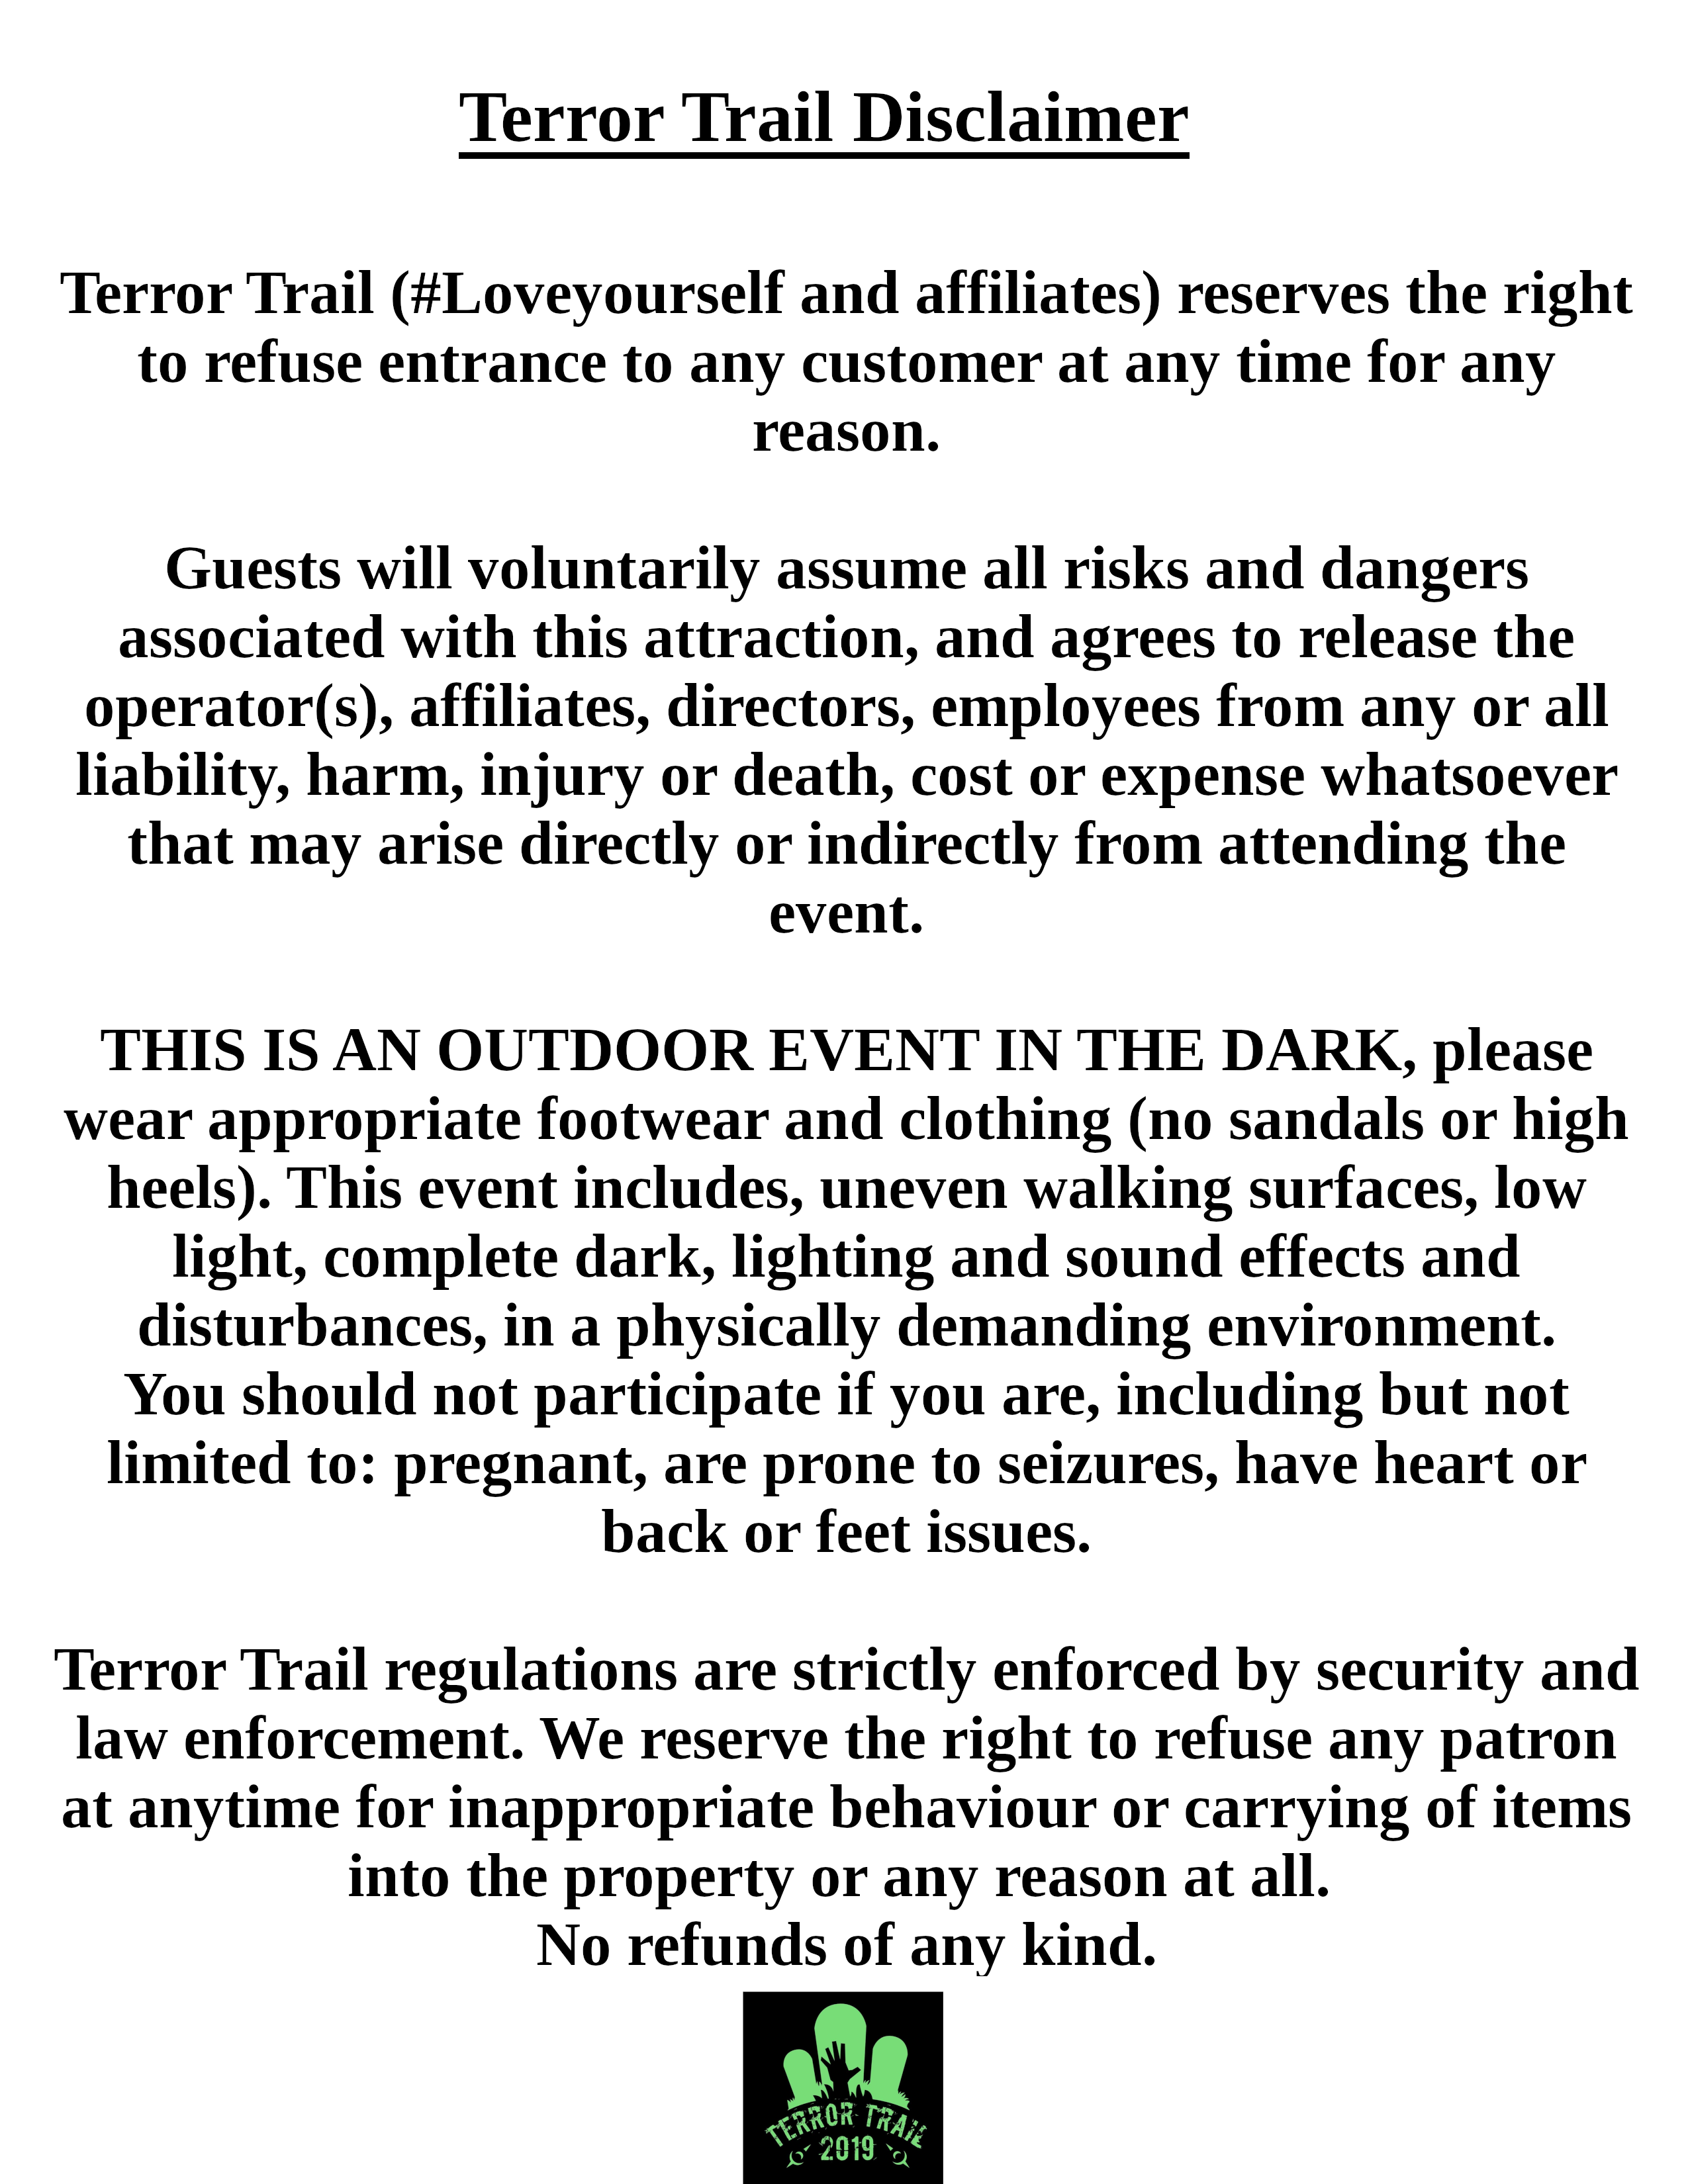 Terror Trail Disclaimer
Terror Trail (#Loveyourself and affiliates) reserves the right
to refuse entrance to any customer at any time for any
reason.
Guests will voluntarily assume all risks and dangers
associated with this attraction, and agrees to release the
operator(s), affiliates, directors, employees from any or all
liability, harm, injury or death, cost or expense whatsoever
that may arise directly or indirectly from attending the
event.
THIS IS AN OUTDOOR EVENT IN THE DARK, please
wear appropriate footwear and clothing (no sandals or high
heels). This event includes, uneven walking surfaces, low
light, complete dark, lighting and sound effects and
disturbances, in a physically demanding environment.
You should not participate if you are, including but not
limited to: pregnant, are prone to seizures, have heart or
back or feet issues.
Terror Trail regulations are strictly enforced by security and
law enforcement. We reserve the right to refuse any patron
at anytime for inappropriate behaviour or carrying of items
into the property or any reason at all.
No refunds of any kind.
TERROR TRAIL
2019